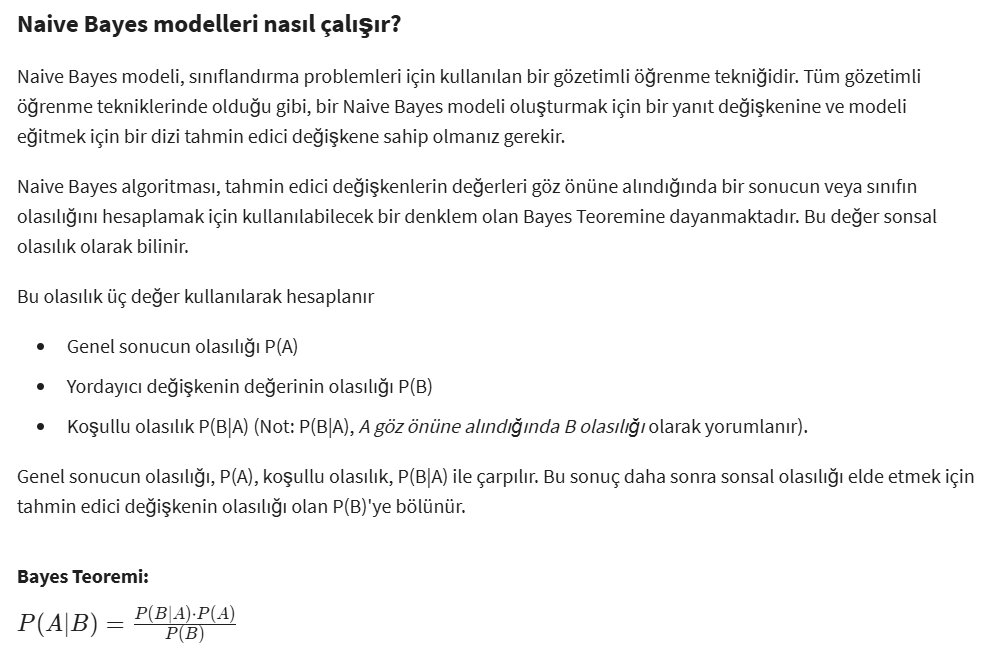 Naive Bayes modelleri nasıl çalışır?
Naive Bayes modeli, sınıflandırma problemleri için kullanılan bir gözetimli öğrenme tekniğidir. Tüm gözetimli
öğrenme tekniklerinde olduğu gibi, bir Naive Bayes modeli oluşturmak için bir yanıt değişkenine ve modeli
eğitmek için bir dizi tahmin edici değişkene sahip olmanız gerekir.
Naive Bayes algoritması, tahmin edici değişkenlerin değerleri göz önüne alındığında bir sonucun veya sınıfın
olasılığını hesaplamak için kullanılabilecek bir denklem olan Bayes Teoremine dayanmaktadır. Bu değer sonsal
olasılık olarak bilinir.
Bu olasılık üç değer kullanılarak hesaplanır
• Genel sonucun olasılığı P(A)
• Yordayıcı değişkenin değerinin olasılığı P(B)
• Koşullu olasılık P(B|A) (Not: P(B|A), A göz önüne alındığında B olasılığı olarak yorumlanır).
Genel sonucun olasılığı, P(A), koşullu olasılık, P(B|A) ile çarpılır. Bu sonuç daha sonra sonsal olasılığı elde etmek için
tahmin edici değişkenin olasılığı olan P(B)'ye bölünür.
Bayes Teoremi:
P(A|B) = P(B|A)·P(A) / P(B)